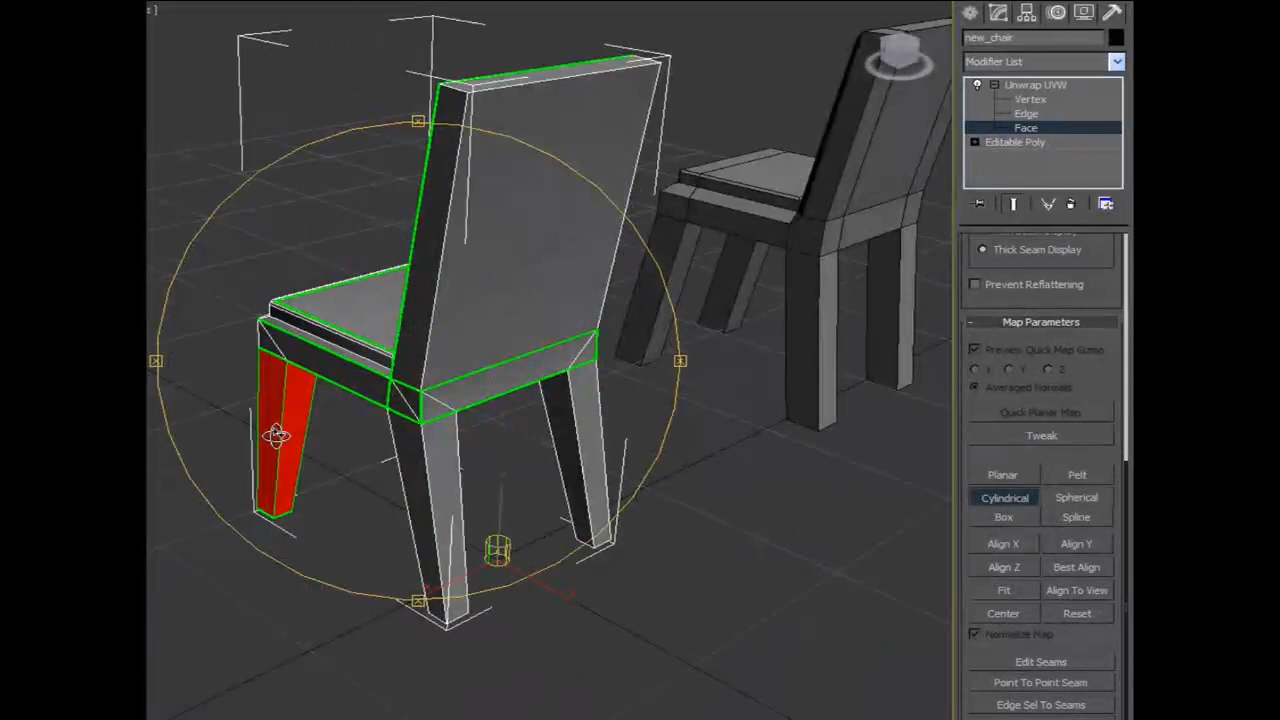 s ]
new_chair
Modifier List
Unwrap UVW
Vertex
Edge
Face
Editable Poly
Thick Seam Display
Prevent Reflattening
- Map Parameters
Preview Quick Map Gizmo
X Y Z
Averaged Normals
Quick Planar Map
Tweak
Planar Pelt
Cylindrical Spherical
Box Spline
Align X Align Y
Align Z Best Align
Fit Align To View
Center Reset
Normalize Map
Edit Seams
Point To Point Seam
Edge Sel To Seams